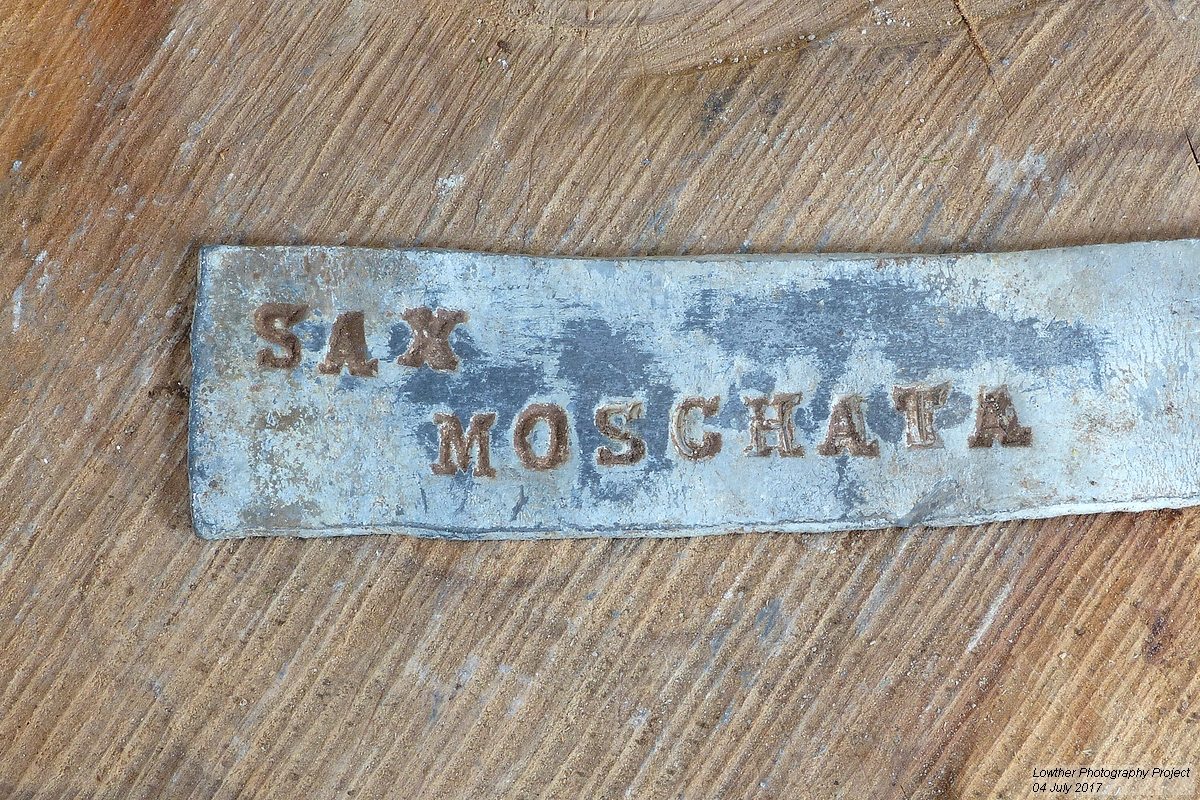 SAX
MOSCHATA
Lowther Photography Project
04 July 2017